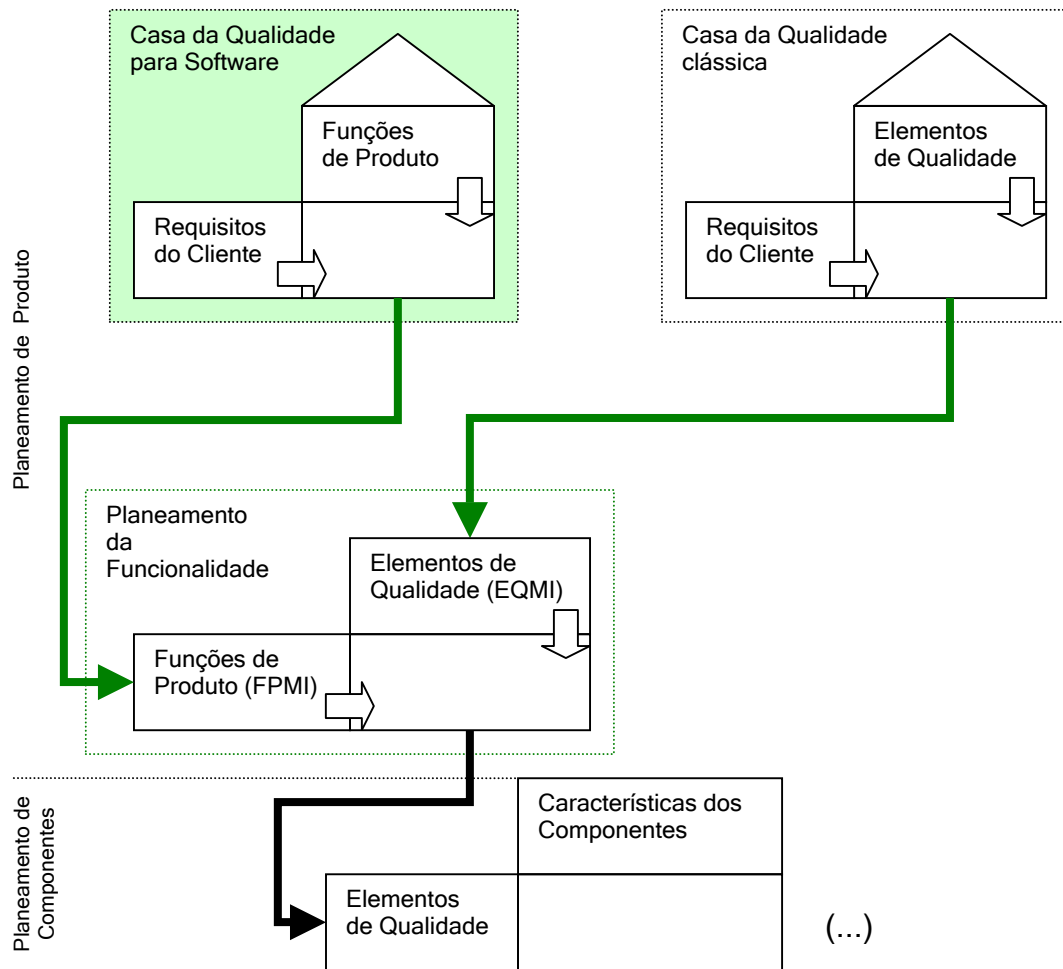 Casa da Qualidade
para Software
Funções
de Produto
Requisitos
do Cliente
Casa da Qualidade
clássica
Elementos
de Qualidade
Requisitos
do Cliente
Planeamento de Produto
Planeamento
da
Funcionalidade
Elementos de
Qualidade (EQMI)
Funções de
Produto (FPMI)
Planeamento de
Componentes
Características dos
Componentes
Elementos
de Qualidade
(...)